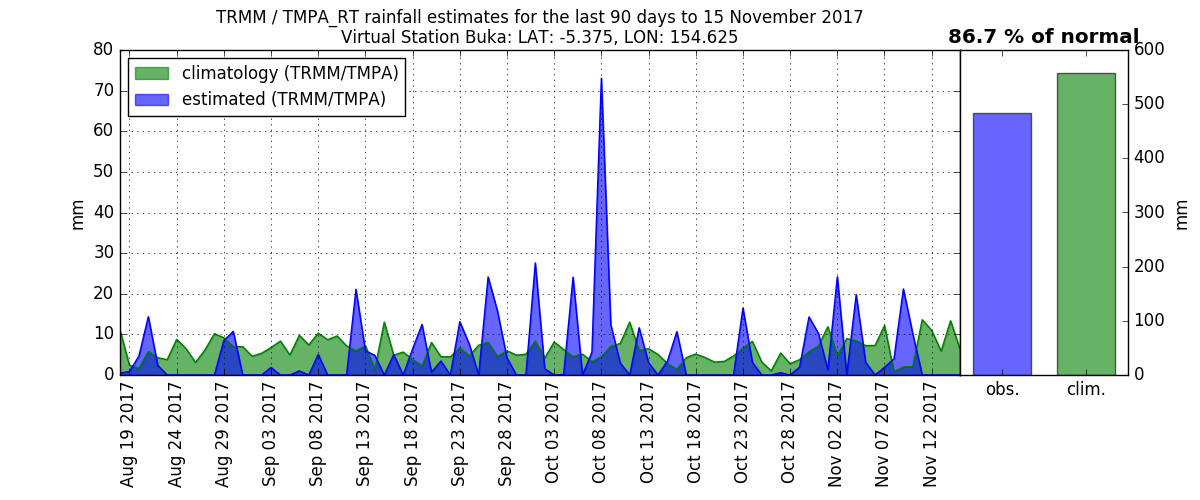 TRMM / TMPA_RT rainfall estimates for the last 90 days to 15 November 2017
Virtual Station Buka: LAT: -5.375, LON: 154.625
86.7 % of normal
climatology (TRMM/TMPA)
estimated (TRMM/TMPA)
80
70
60
50
40
30
20
10
0
mm
600
500
400
300
200
100
0
mm
Aug 19 2017
Aug 24 2017
Aug 29 2017
Sep 03 2017
Sep 08 2017
Sep 13 2017
Sep 18 2017
Sep 23 2017
Sep 28 2017
Oct 03 2017
Oct 08 2017
Oct 13 2017
Oct 18 2017
Oct 23 2017
Oct 28 2017
Nov 02 2017
Nov 07 2017
Nov 12 2017
obs.
clim.